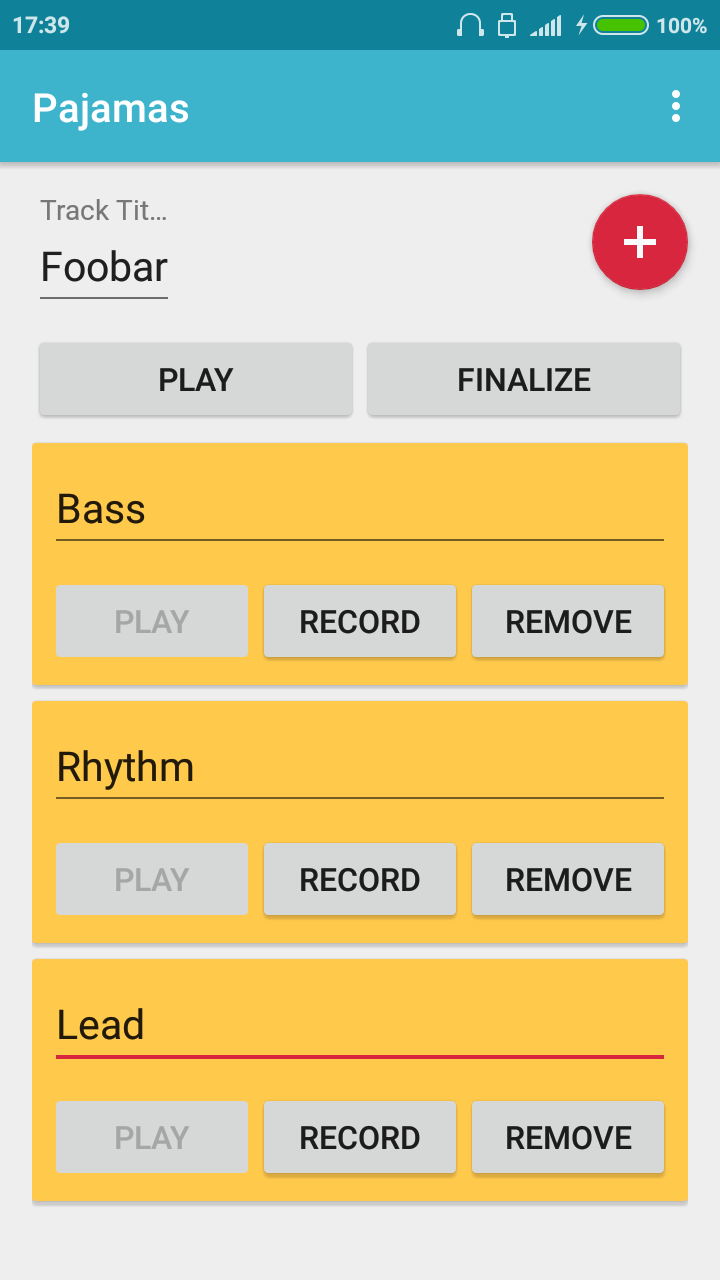 17:39 100%
Pajamas
Track Tit...
Foobar
PLAY FINALIZE
Bass
PLAY RECORD REMOVE
Rhythm
PLAY RECORD REMOVE
Lead
PLAY RECORD REMOVE